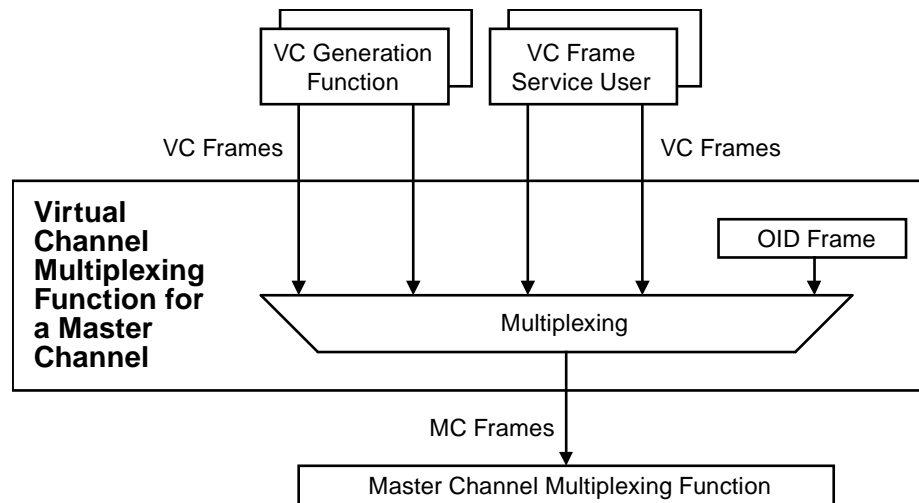 VC Generation
Function
VC Frame
Service User
VC Frames
VC Frames
Virtual
Channel
Multiplexing
Function for
a Master
Channel
OID Frame
Multiplexing
MC Frames
Master Channel Multiplexing Function